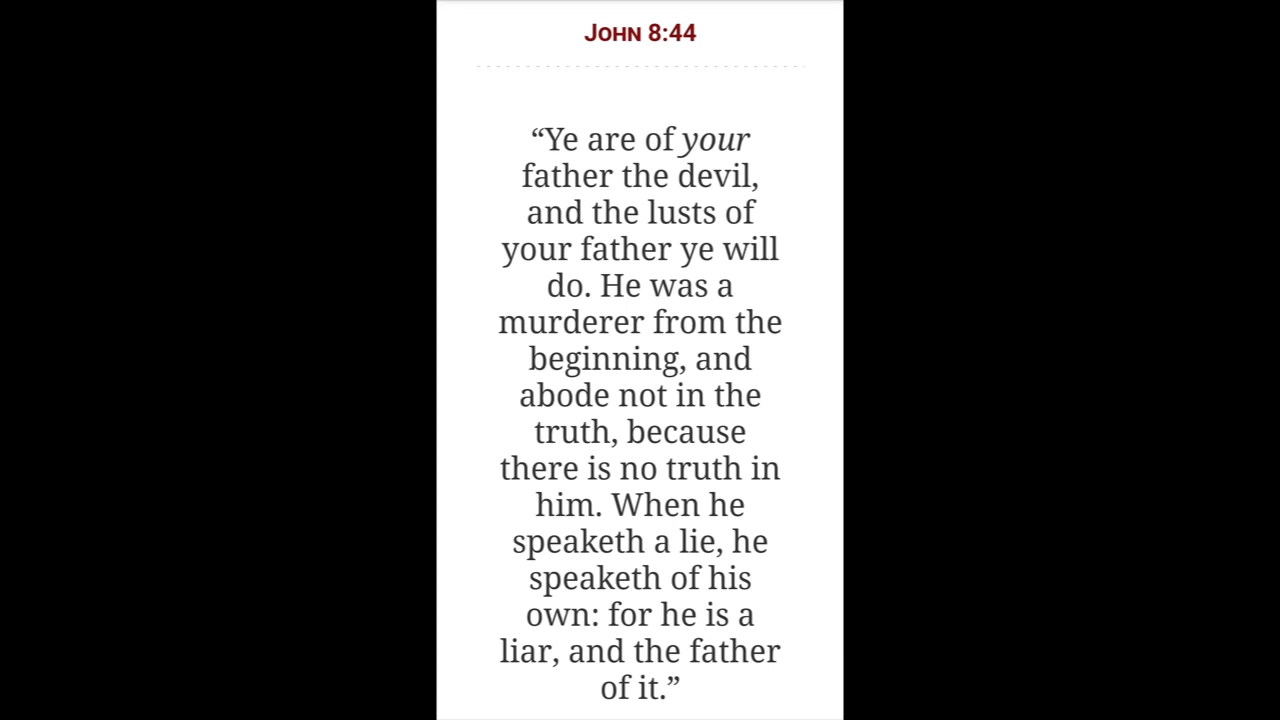 John 8:44
“Ye are of your
father the devil,
and the lusts of
your father ye will
do. He was a
murderer from the
beginning, and
abode not in the
truth, because
there is no truth in
him. When he
speaketh a lie, he
speaketh of his
own: for he is a
liar, and the father
of it.”